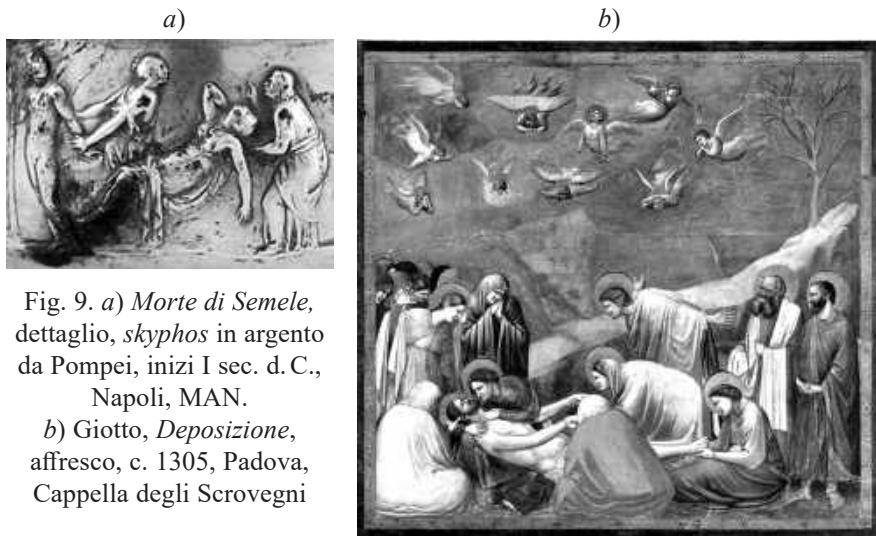 a)
b)
Fig. 9. a) Morte di Semele,
dettaglio, skyphos in argento
da Pompei, inizi I sec. d. C.,
Napoli, MAN.
b) Giotto, Deposizione,
affresco, c. 1305, Padova,
Cappella degli Scrovegni